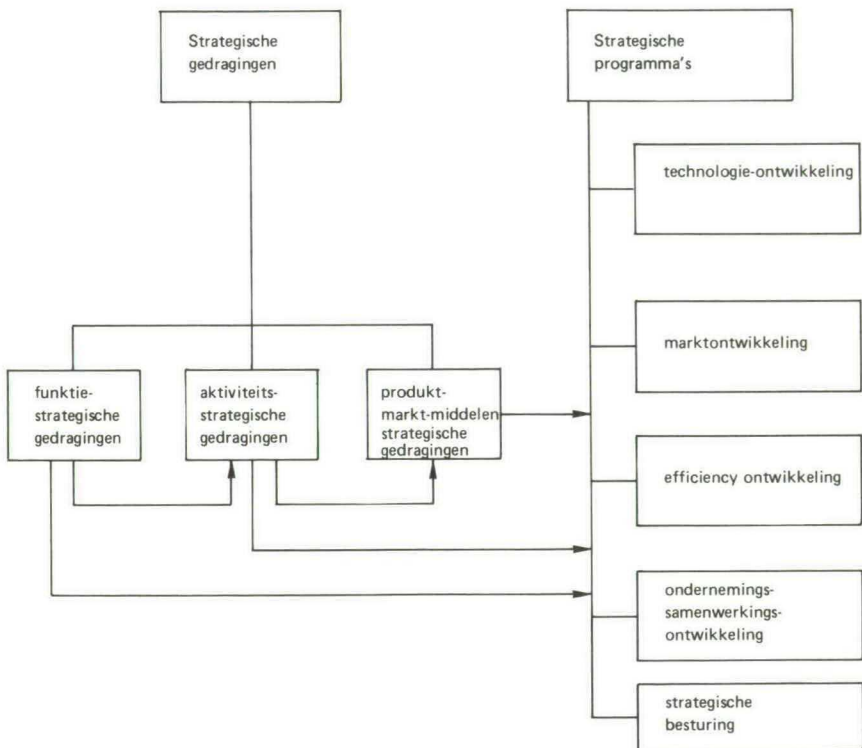 Strategische
gedragingen
Strategische
programma's
technologie-ontwikkeling
marktontwikkeling
funktie-
strategische
gedragingen
aktiviteits-
strategische
gedragingen
produkt-
markt-middelen
strategische
gedragingen
efficiency ontwikkeling
ondernemings-
samenwerkings-
ontwikkeling
strategische
besturing